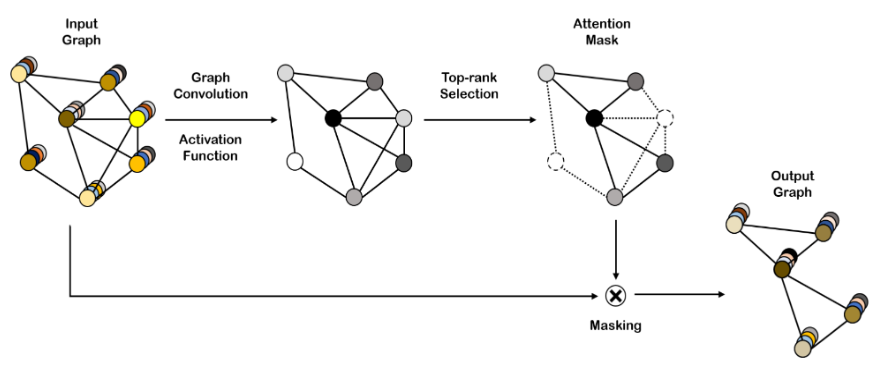 Input
Graph
Graph
Convolution
Activation
Function
Top-rank
Selection
Attention
Mask
Output
Graph
Masking